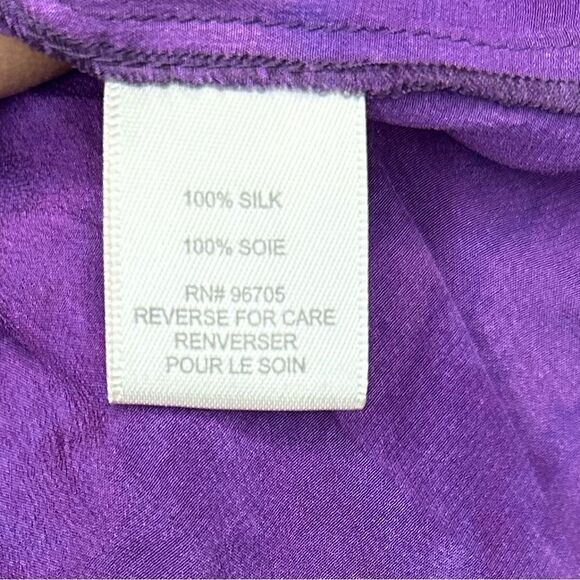 100% SILK
100% SOIE
RN# 96705
REVERSE FOR CARE
RENVERSER
POUR LE SOIN